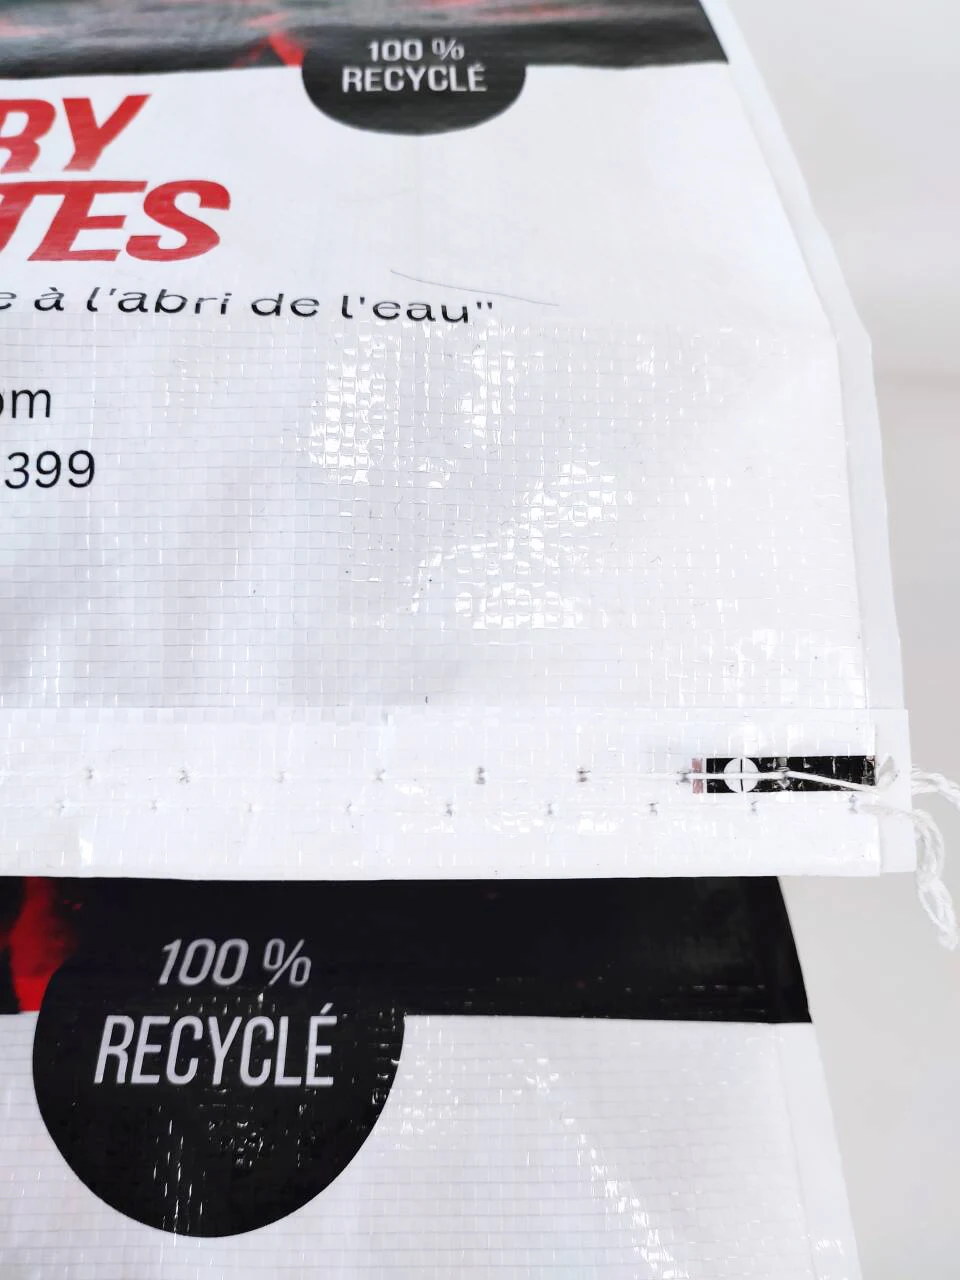 100 %
RECYCLÉ
RY
TES
e à l'abri de l'eau"
om
399
100 %
RECYCLÉ